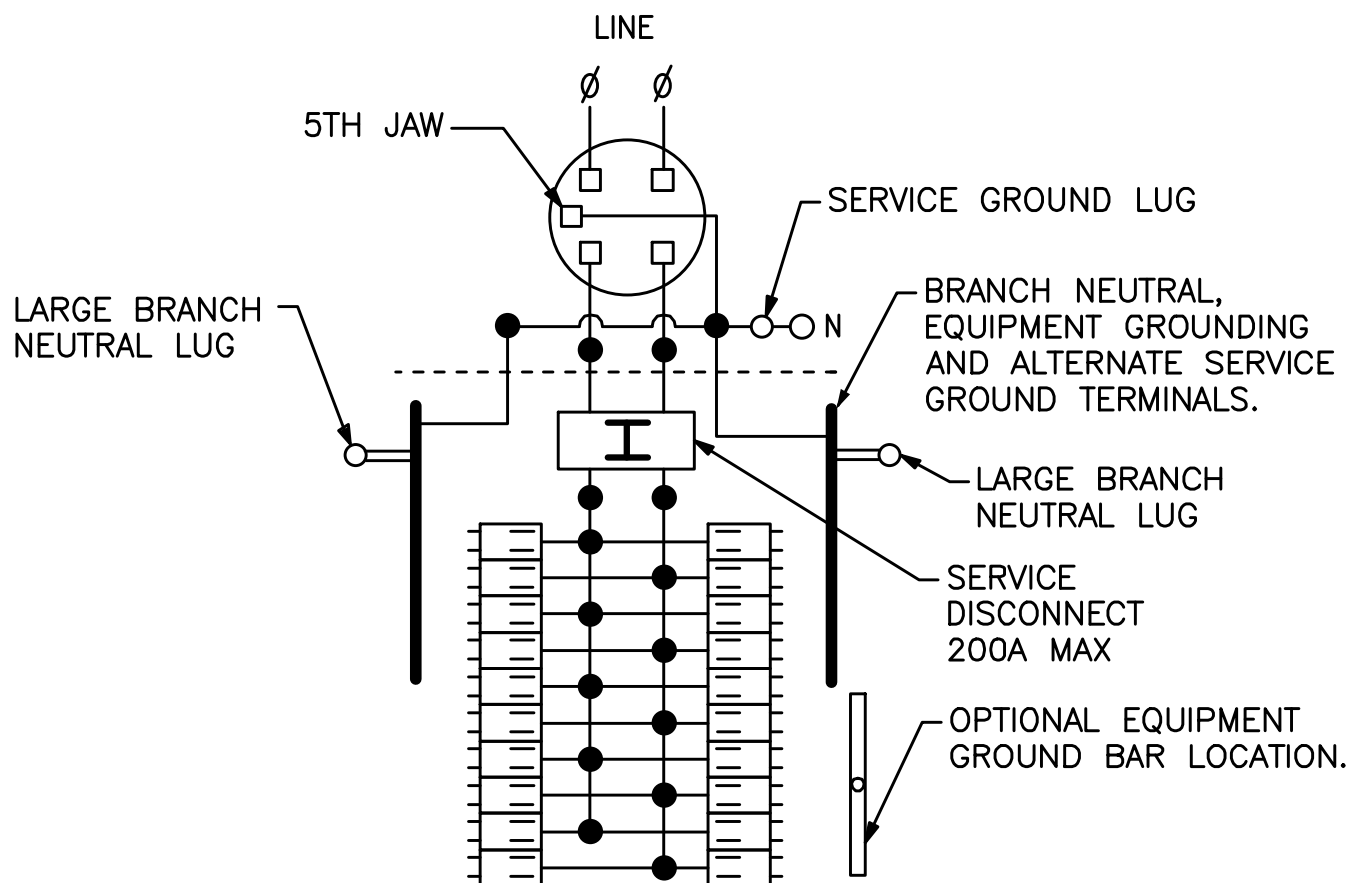 LINE
Ø Ø
5TH JAW
SERVICE GROUND LUG
LARGE BRANCH
NEUTRAL LUG
N
BRANCH NEUTRAL,
EQUIPMENT GROUNDING
AND ALTERNATE SERVICE
GROUND TERMINALS.
LARGE BRANCH
NEUTRAL LUG
SERVICE
DISCONNECT
200A MAX
OPTIONAL EQUIPMENT
GROUND BAR LOCATION.